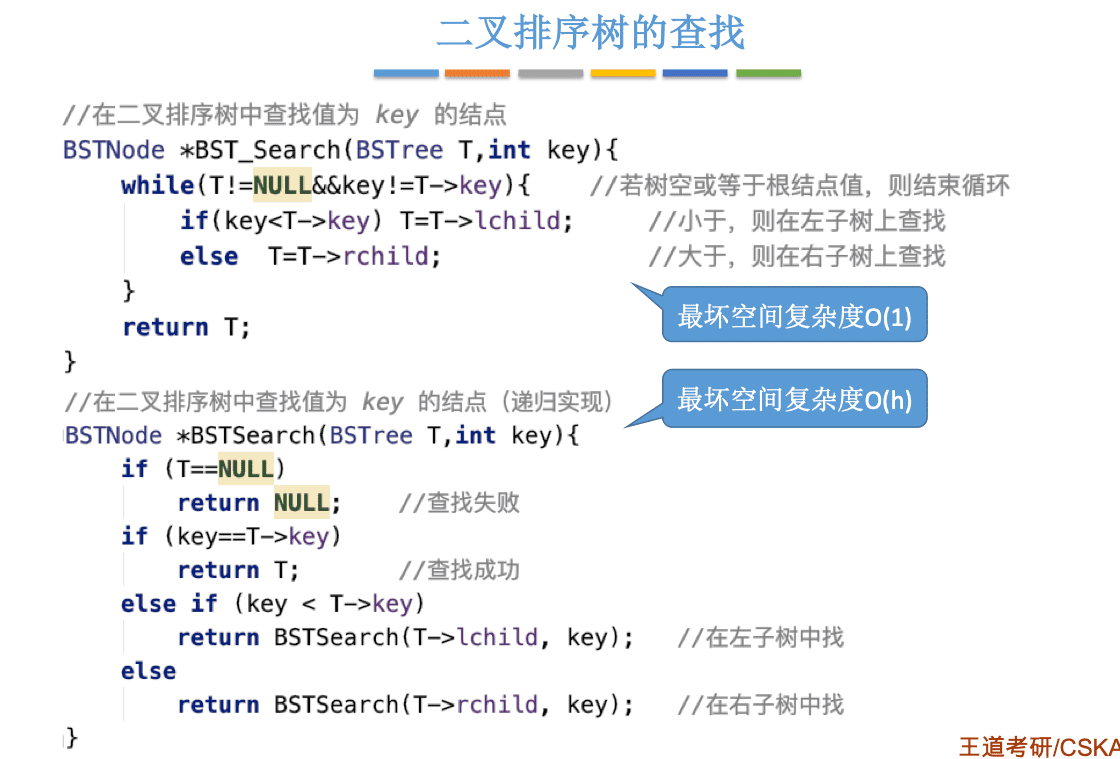 二叉排序树的查找
//在二叉排序树中查找值为 key 的结点
BSTNode *BST_Search(BSTree T,int key){
while(T!=NULL&&key!=T->key){ //若树空或等于根结点值，则结束循环
if(key<T->key) T=T->lchild; //小于，则在左子树上查找
else T=T->rchild; //大于，则在右子树上查找
}
最坏空间复杂度O(1)
return T;
}
最坏空间复杂度O(h)
//在二叉排序树中查找值为 key 的结点（递归实现）
BSTNode *BSTSearch(BSTree T,int key){
if (T==NULL)
return NULL; //查找失败
if (key==T->key)
return T; //查找成功
else if (key < T->key)
return BSTSearch(T->lchild, key); //在左子树中找
else
return BSTSearch(T->rchild, key); //在右子树中找
}
王道考研/CSKA